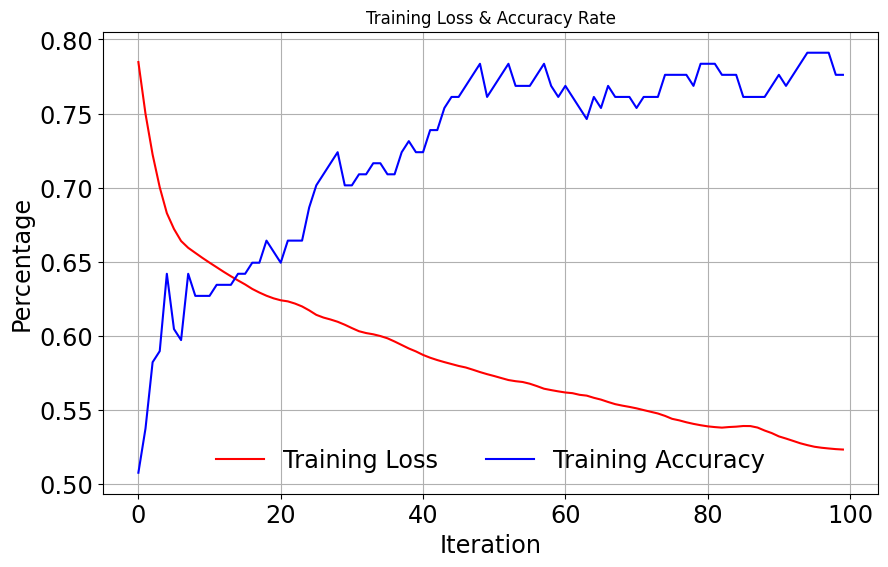 Training Loss & Accuracy Rate
Percentage
0.80
0.75
0.70
0.65
0.60
0.55
0.50
Training Loss
Training Accuracy
0 20 40 60 80 100
Iteration